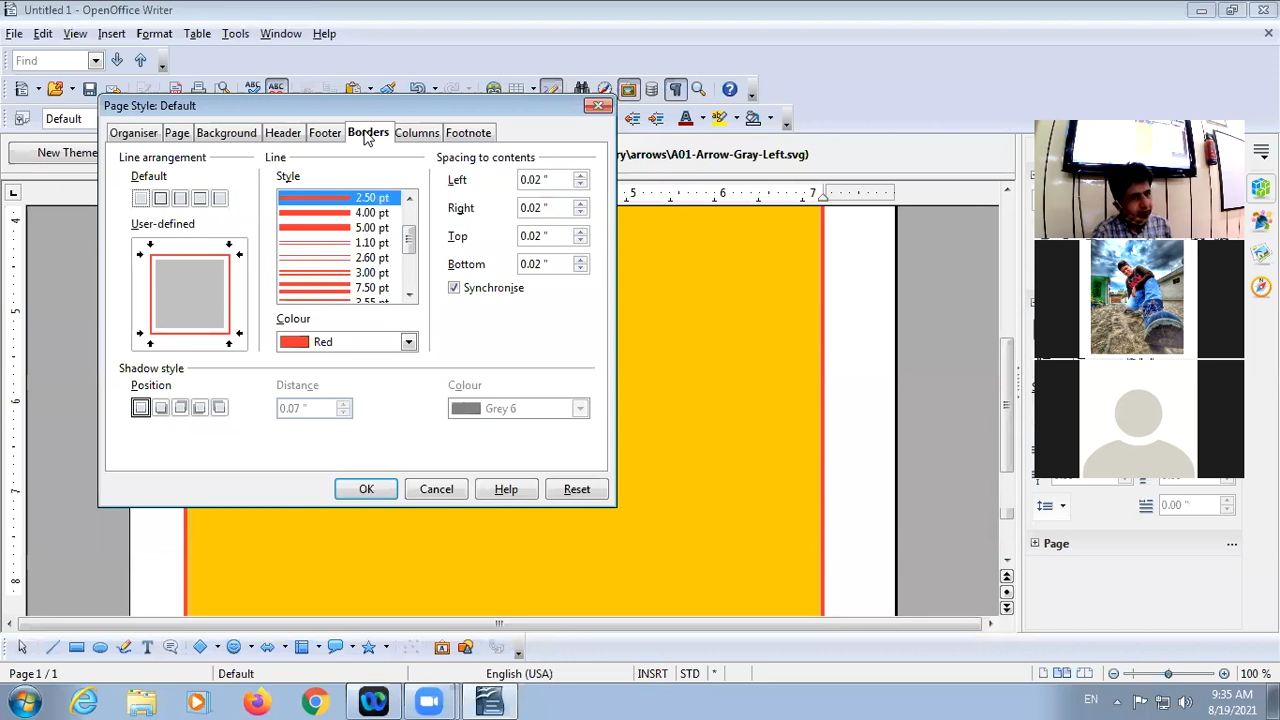 Untitled 1 - OpenOffice Writer
File Edit View Insert Format Table Tools Window Help
Find
Default
New Theme
ry\arrows\A01-Arrow-Gray-Left.svg)
Page Style: Default
Organiser Page Background Header Footer Borders Columns Footnote
Line arrangement
Default
User-defined
Line
Style
2.50 pt
4.00 pt
5.00 pt
1.10 pt
2.60 pt
3.00 pt
7.50 pt
3.55 pt
Colour
Red
Spacing to contents
Left 0.02 "
Right 0.02 "
Top 0.02 "
Bottom 0.02 "
Synchronise
Shadow style
Position
Distance
0.07 "
Colour
Grey 6
OK Cancel Help Reset
5 6 7
4
5
7
8
0.00 "
Page
Page 1 / 1 Default English (USA) INSRT STD * 100 %
EN 9:35 AM
8/19/2021